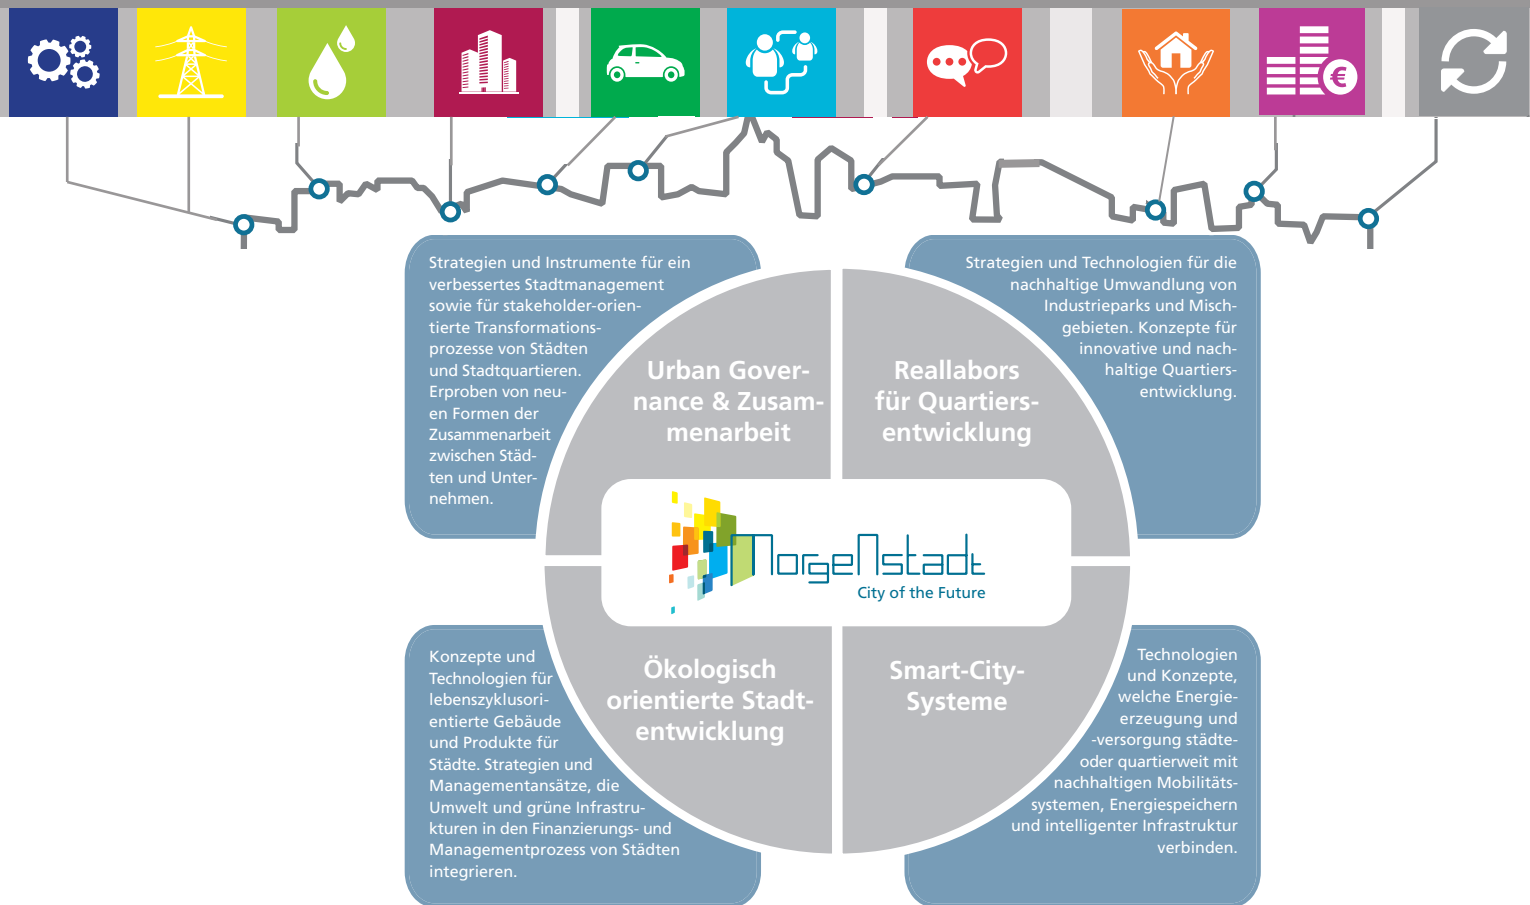 Strategien und Instrumente für ein
verbessertes Stadtmanagement
sowie für stakeholder-orien-
tierte Transformations-
prozesse von Städten
und Stadtquartieren.
Erproben von neu-
en Formen der
Zusammenarbeit
zwischen Städ-
ten und Unter-
nehmen.
Urban Gover-
nance & Zusam-
menarbeit
Reallabors
für Quartiers-
entwicklung
Strategien und Technologien für die
nachhaltige Umwandlung von
Industrieparks und Misch-
gebieten. Konzepte für
innovative und nach-
haltige Quartiers-
entwicklung.
MorgeNstadt
City of the Future
Konzepte und
Technologien für
lebenszyklusori-
entierte Gebäude
und Produkte für
Städte. Strategien und
Managementansätze, die
Umwelt und grüne Infrastru-
kturen in den Finanzierungs- und
Managementprozess von Städten
integrieren.
Ökologisch
orientierte Stadt-
entwicklung
Smart-City-
Systeme
Technologien
und Konzepte,
welche Energie-
erzeugung und
-versorgung städte-
oder quartierweit mit
nachhaltigen Mobilitäts-
systemen, Energiespeichern
und intelligenter Infrastruktur
verbinden.
€